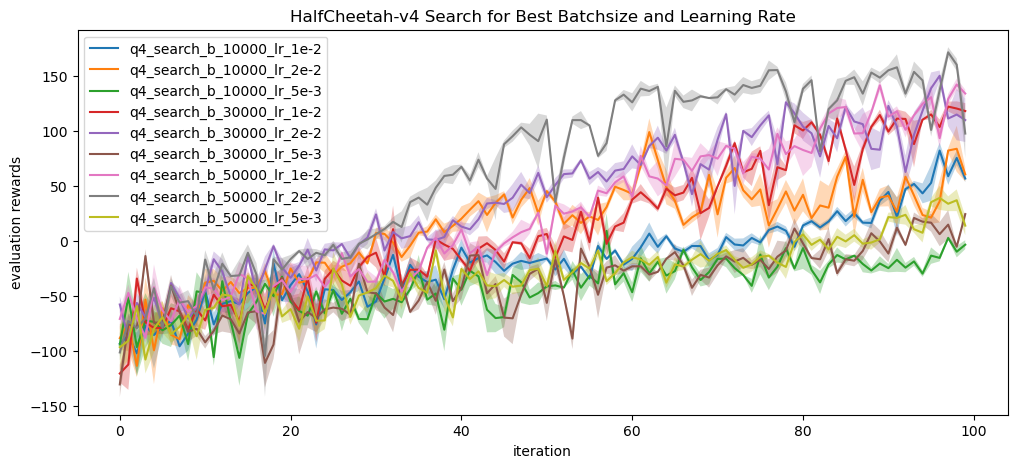 HalfCheetah-v4 Search for Best Batchsize and Learning Rate
q4_search_b_10000_lr_1e-2
q4_search_b_10000_lr_2e-2
q4_search_b_10000_lr_5e-3
q4_search_b_30000_lr_1e-2
q4_search_b_30000_lr_2e-2
q4_search_b_30000_lr_5e-3
q4_search_b_50000_lr_1e-2
q4_search_b_50000_lr_2e-2
q4_search_b_50000_lr_5e-3
evaluation rewards
150
100
50
0
−50
−100
−150
0 20 40 60 80 100
iteration